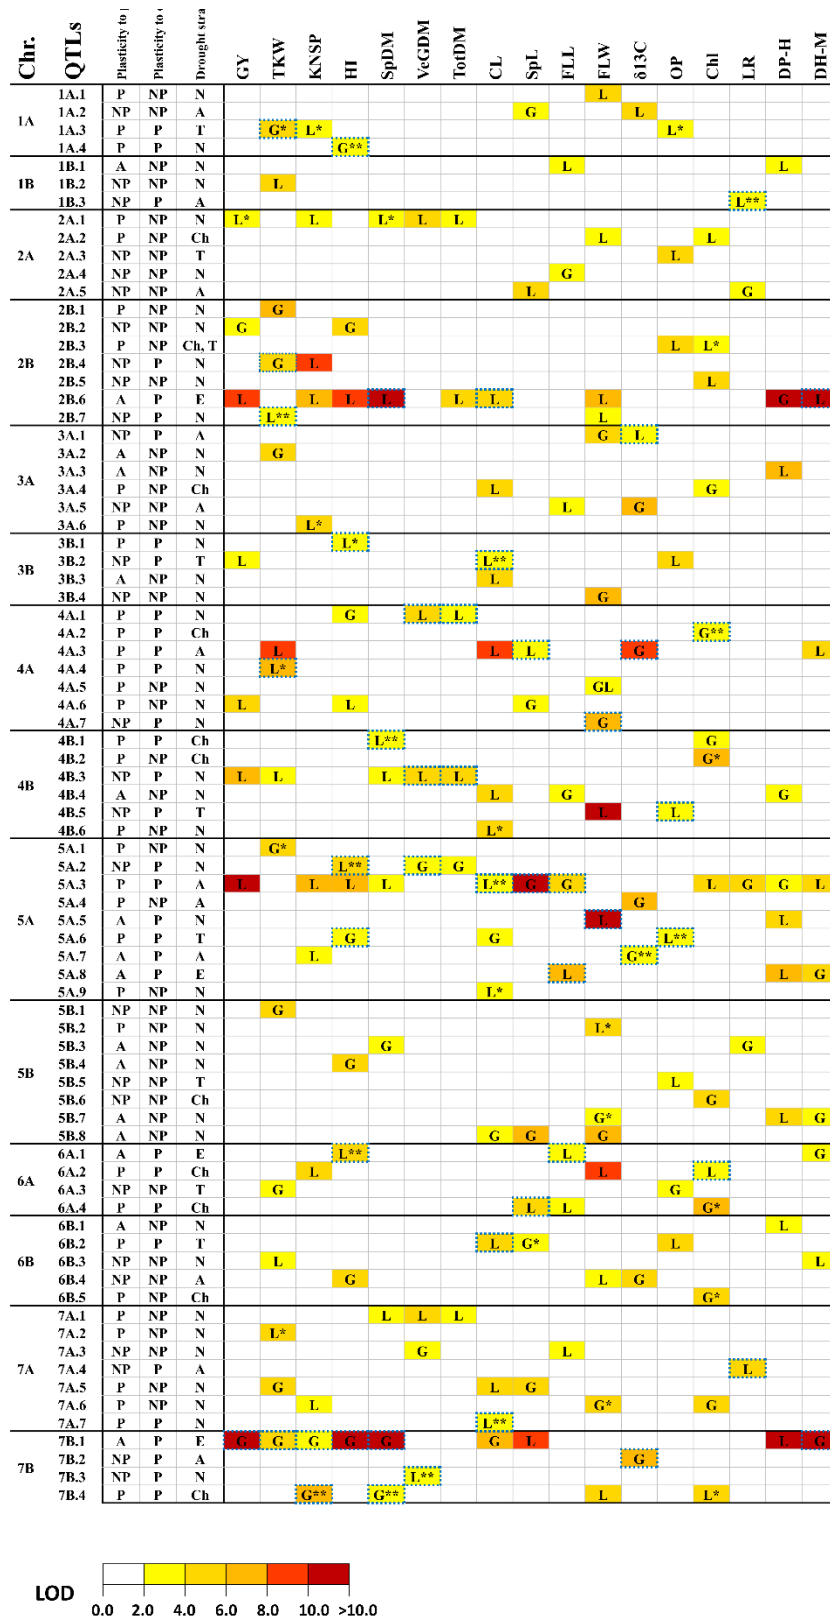 Chr. QTLs Plasticity to Plasticity to Drought stra GY TKW KNSP HI SpDM VegDM TotDM CL SpL FLL FLW δ13C OP Chl LR DP-H DH-M
1A.1 P NP N L
1A 1A.2 NP NP A G L
1A.3 P P T G* L* L*
1A.4 P P N G**
1B.1 A NP N L L
1B 1B.2 NP NP N L
1B.3 NP P A L**
2A.1 P NP N L* L L* L L
2A.2 P NP Ch L L
2A 2A.3 NP NP T L
2A.4 NP NP N G
2A.5 NP NP A L G
2B.1 P NP N G
2B.2 NP NP N G G
2B.3 P NP Ch, T L L*
2B 2B.4 NP P N G L
2B.5 NP NP N L
2B.6 A P E L L L L L L L G L
2B.7 NP P N L** L
3A.1 NP P A G L
3A.2 A NP N G
3A.3 A NP N L
3A 3A.4 P NP Ch L G
3A.5 NP NP A L G
3A.6 P NP N L*
3B.1 P P N L*
3B 3B.2 NP P T L L** L
3B.3 A NP N L
3B.4 NP NP N G
4A.1 P P N G L L
4A.2 P P Ch G**
4A.3 P P A L L L G L
4A 4A.4 P P N L*
4A.5 P NP N GL
4A.6 P NP N L L G
4A.7 NP P N G
4B.1 P P Ch L** G
4B.2 P NP Ch G*
4B 4B.3 NP P N L L L L L
4B.4 A NP N L G G
4B.5 NP P T L L
4B.6 P NP N L*
5A.1 P NP N G*
5A.2 NP P N L** G G
5A.3 P P A L L L L L** G G L L G G L
5A.4 P NP A G
5A 5A.5 A P N L L
5A.6 P P T G G L**
5A.7 A P A L G**
5A.8 A P E L L G
5A.9 P NP N L*
5B.1 NP NP N G
5B.2 P NP N L*
5B.3 A NP N G G
5B 5B.4 A NP N G
5B.5 NP NP T L
5B.6 NP NP Ch G
5B.7 A NP N G* L G
5B.8 A NP N G G G
6A.1 A P E L** L G
6A 6A.2 P P Ch L L L
6A.3 NP NP T G G
6A.4 P P Ch L L G*
6B.1 A NP N L
6B.2 P P T L G* L
6B 6B.3 NP NP N L L
6B.4 NP NP A G L G
6B.5 P NP Ch G*
7A.1 P NP N L L L
7A.2 P NP N L*
7A.3 NP NP N G L
7A 7A.4 NP P A L
7A.5 P NP N G L G
7A.6 P NP N L G* G
7A.7 P P N L**
7B.1 A P E G G G G G G L L G
7B 7B.2 NP P A G
7B.3 NP P N L**
7B.4 P P Ch G** G** L L*
LOD
0.0 2.0 4.0 6.0 8.0 10.0 >10.0